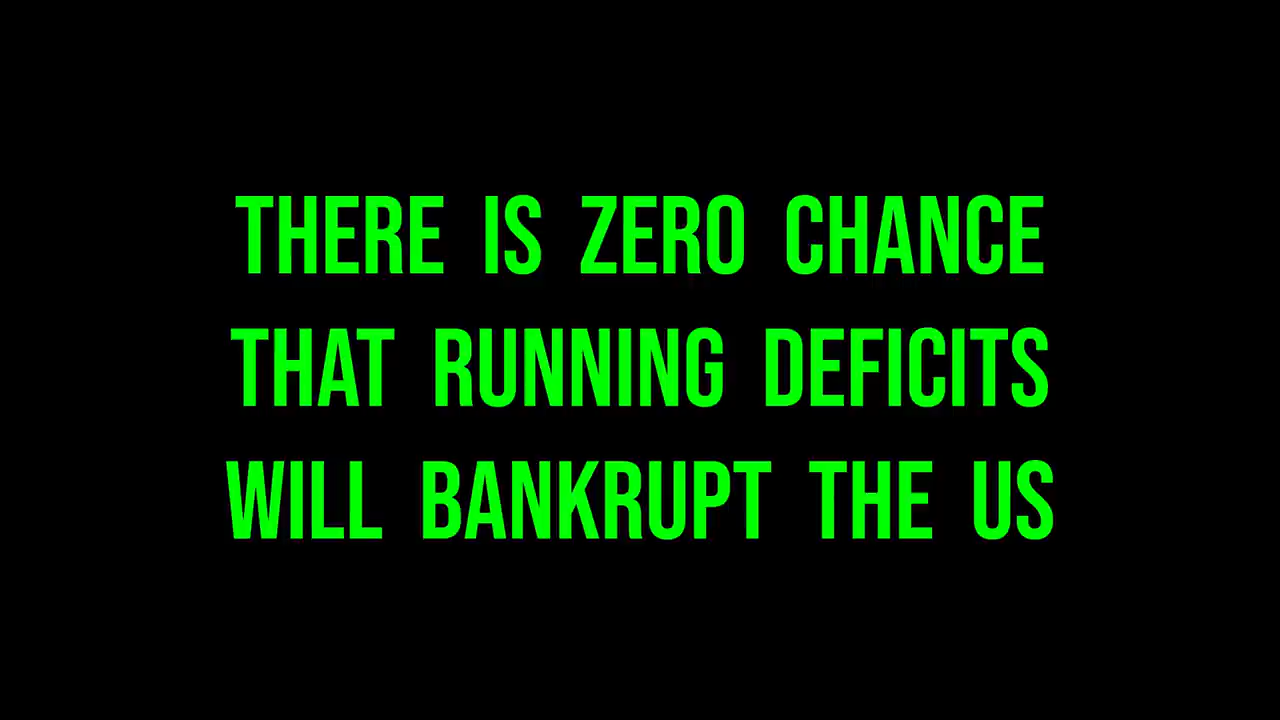 THERE IS ZERO CHANCE
THAT RUNNING DEFICITS
WILL BANKRUPT THE US